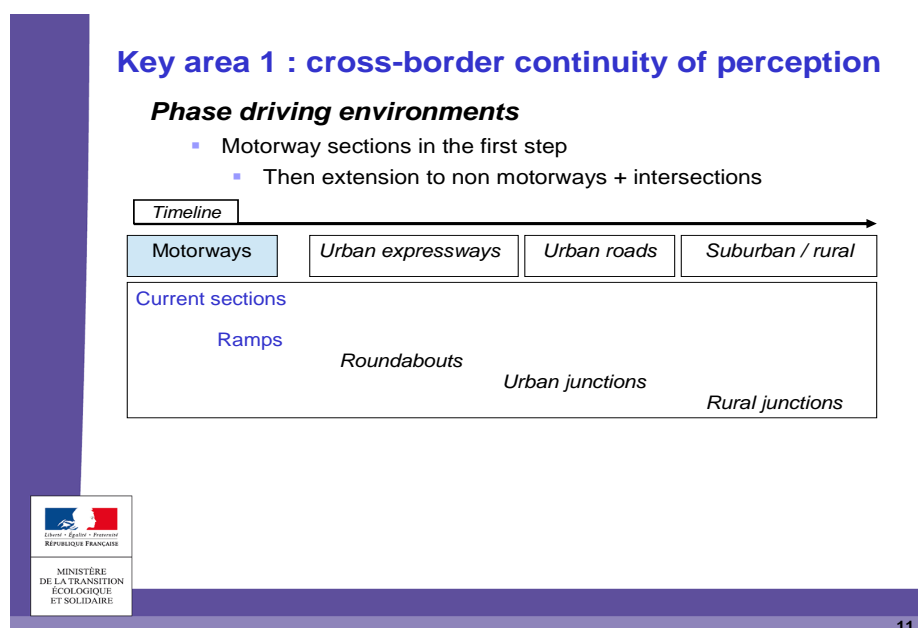 Key area 1 : cross-border continuity of perception
Phase driving environments
Motorway sections in the first step
Then extension to non motorways + intersections
Timeline
Motorways
Urban expressways
Urban roads
Suburban / rural
Current sections
Ramps
Roundabouts
Urban junctions
Rural junctions
Liberté • Égalité • Fraternité
RÉPUBLIQUE FRANÇAISE
MINISTÈRE
DE LA TRANSITION
ÉCOLOGIQUE
ET SOLIDAIRE
11